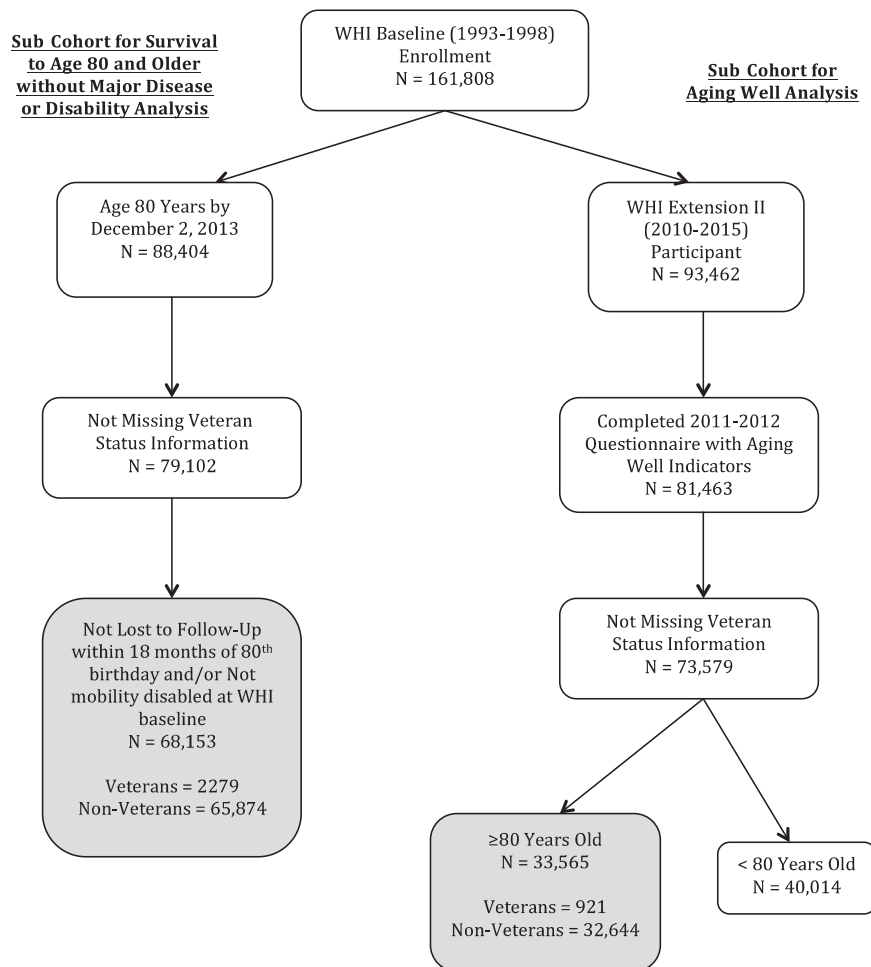 Sub Cohort for Survival
to Age 80 and Older
without Major Disease
or Disability Analysis
WHI Baseline (1993-1998)
Enrollment
N = 161,808
Sub Cohort for
Aging Well Analysis
Age 80 Years by
December 2, 2013
N = 88,404
WHI Extension II
(2010-2015)
Participant
N = 93,462
Not Missing Veteran
Status Information
N = 79,102
Completed 2011-2012
Questionnaire with Aging
Well Indicators
N = 81,463
Not Lost to Follow-Up
within 18 months of 80th
birthday and/or Not
mobility disabled at WHI
baseline
N = 68,153
Veterans = 2279
Non-Veterans = 65,874
Not Missing Veteran
Status Information
N = 73,579
≥80 Years Old
N = 33,565
Veterans = 921
Non-Veterans = 32,644
< 80 Years Old
N = 40,014